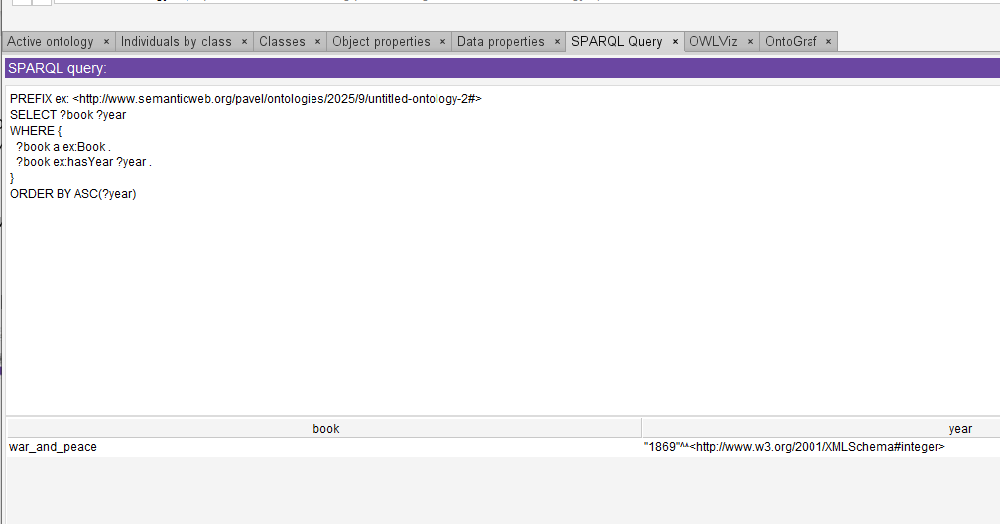 Active ontology × Individuals by class × Classes × Object properties × Data properties × SPARQL Query × OWLViz × OntoGraf ×
SPARQL query:
PREFIX ex: <http://www.semanticweb.org/pavel/ontologies/2025/9/untitled-ontology-2#>
SELECT ?book ?year
WHERE {
?book a ex:Book .
?book ex:hasYear ?year .
}
ORDER BY ASC(?year)
book year
war_and_peace "1869"^^<http://www.w3.org/2001/XMLSchema#integer>